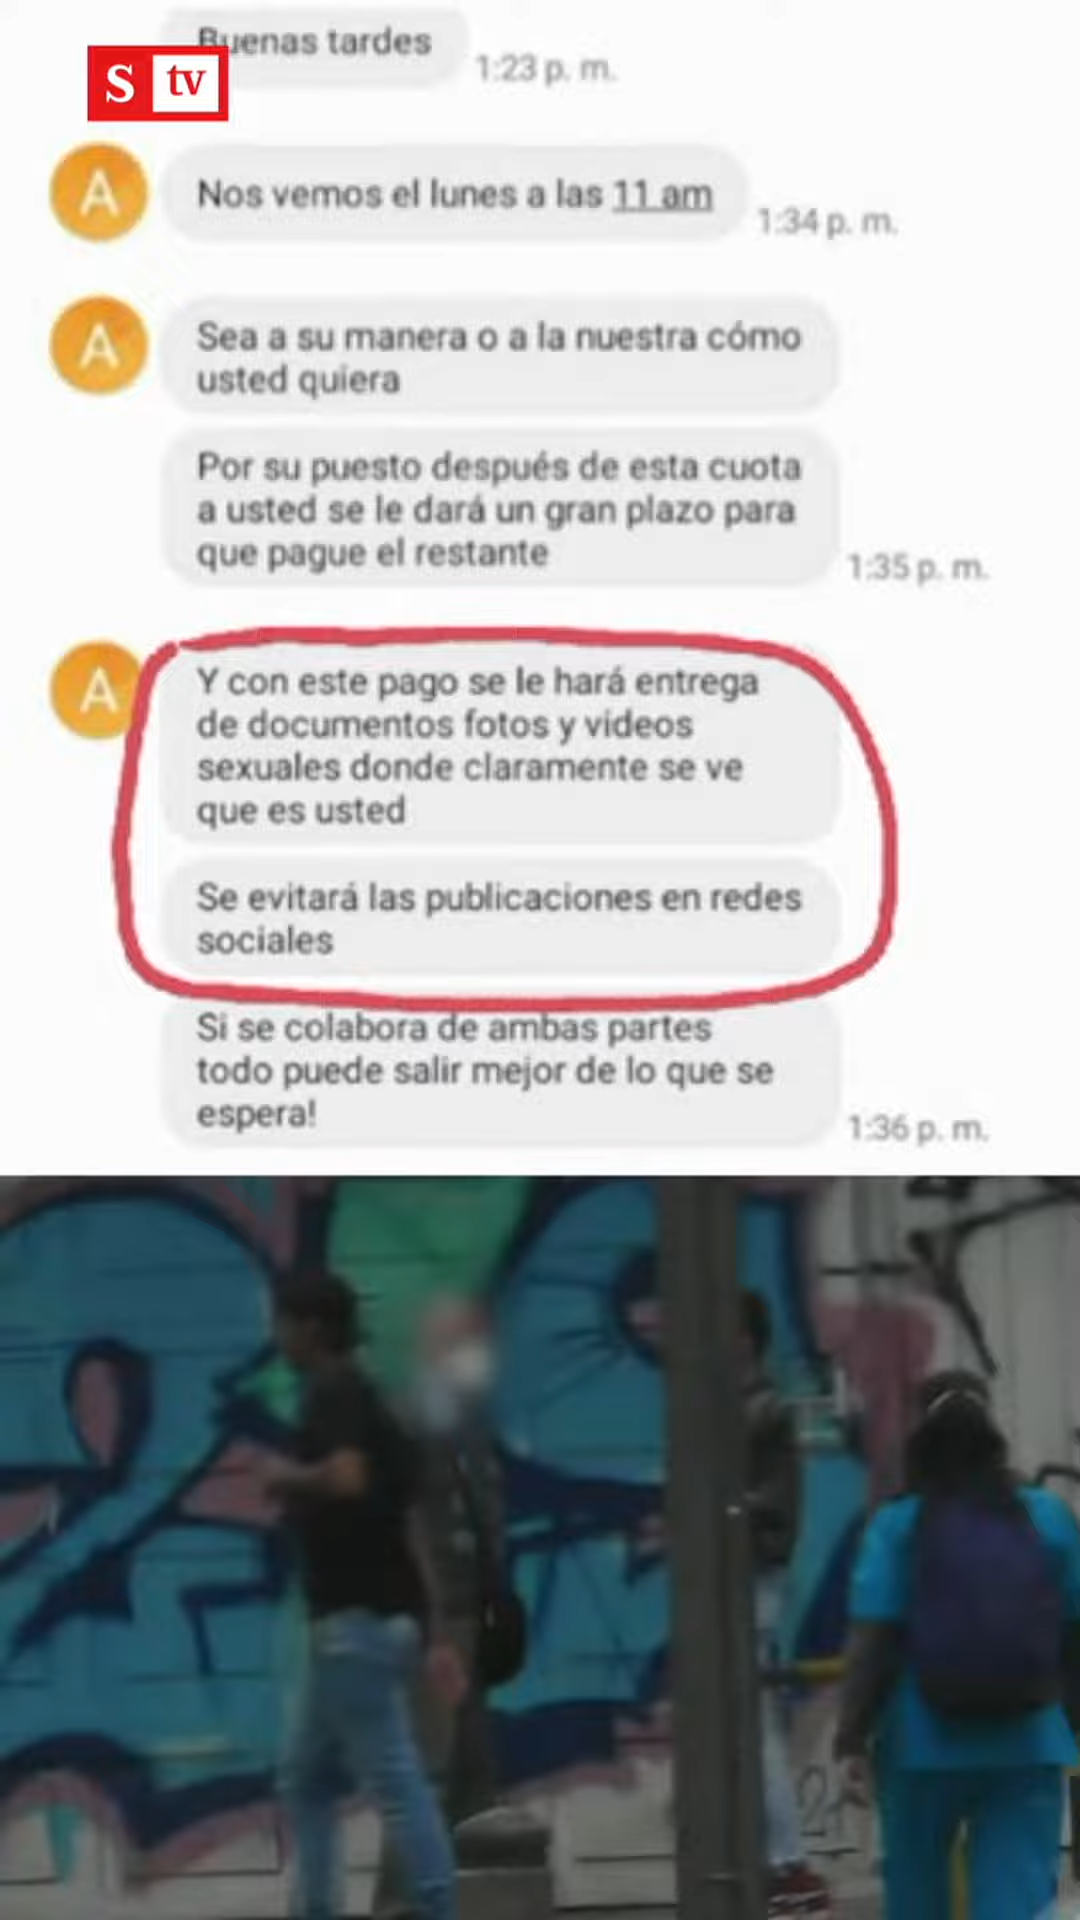 Buenas tardes
1:23 p. m.
S tv
A
Nos vemos el lunes a las 11 am
1:34 p. m.
A
Sea a su manera o a la nuestra cómo
usted quiera
Por su puesto después de esta cuota
a usted se le dará un gran plazo para
que pague el restante
1:35 p. m.
A
Y con este pago se le hará entrega
de documentos fotos y videos
sexuales donde claramente se ve
que es usted
Se evitará las publicaciones en redes
sociales
Si se colabora de ambas partes
todo puede salir mejor de lo que se
espera!
1:36 p. m.